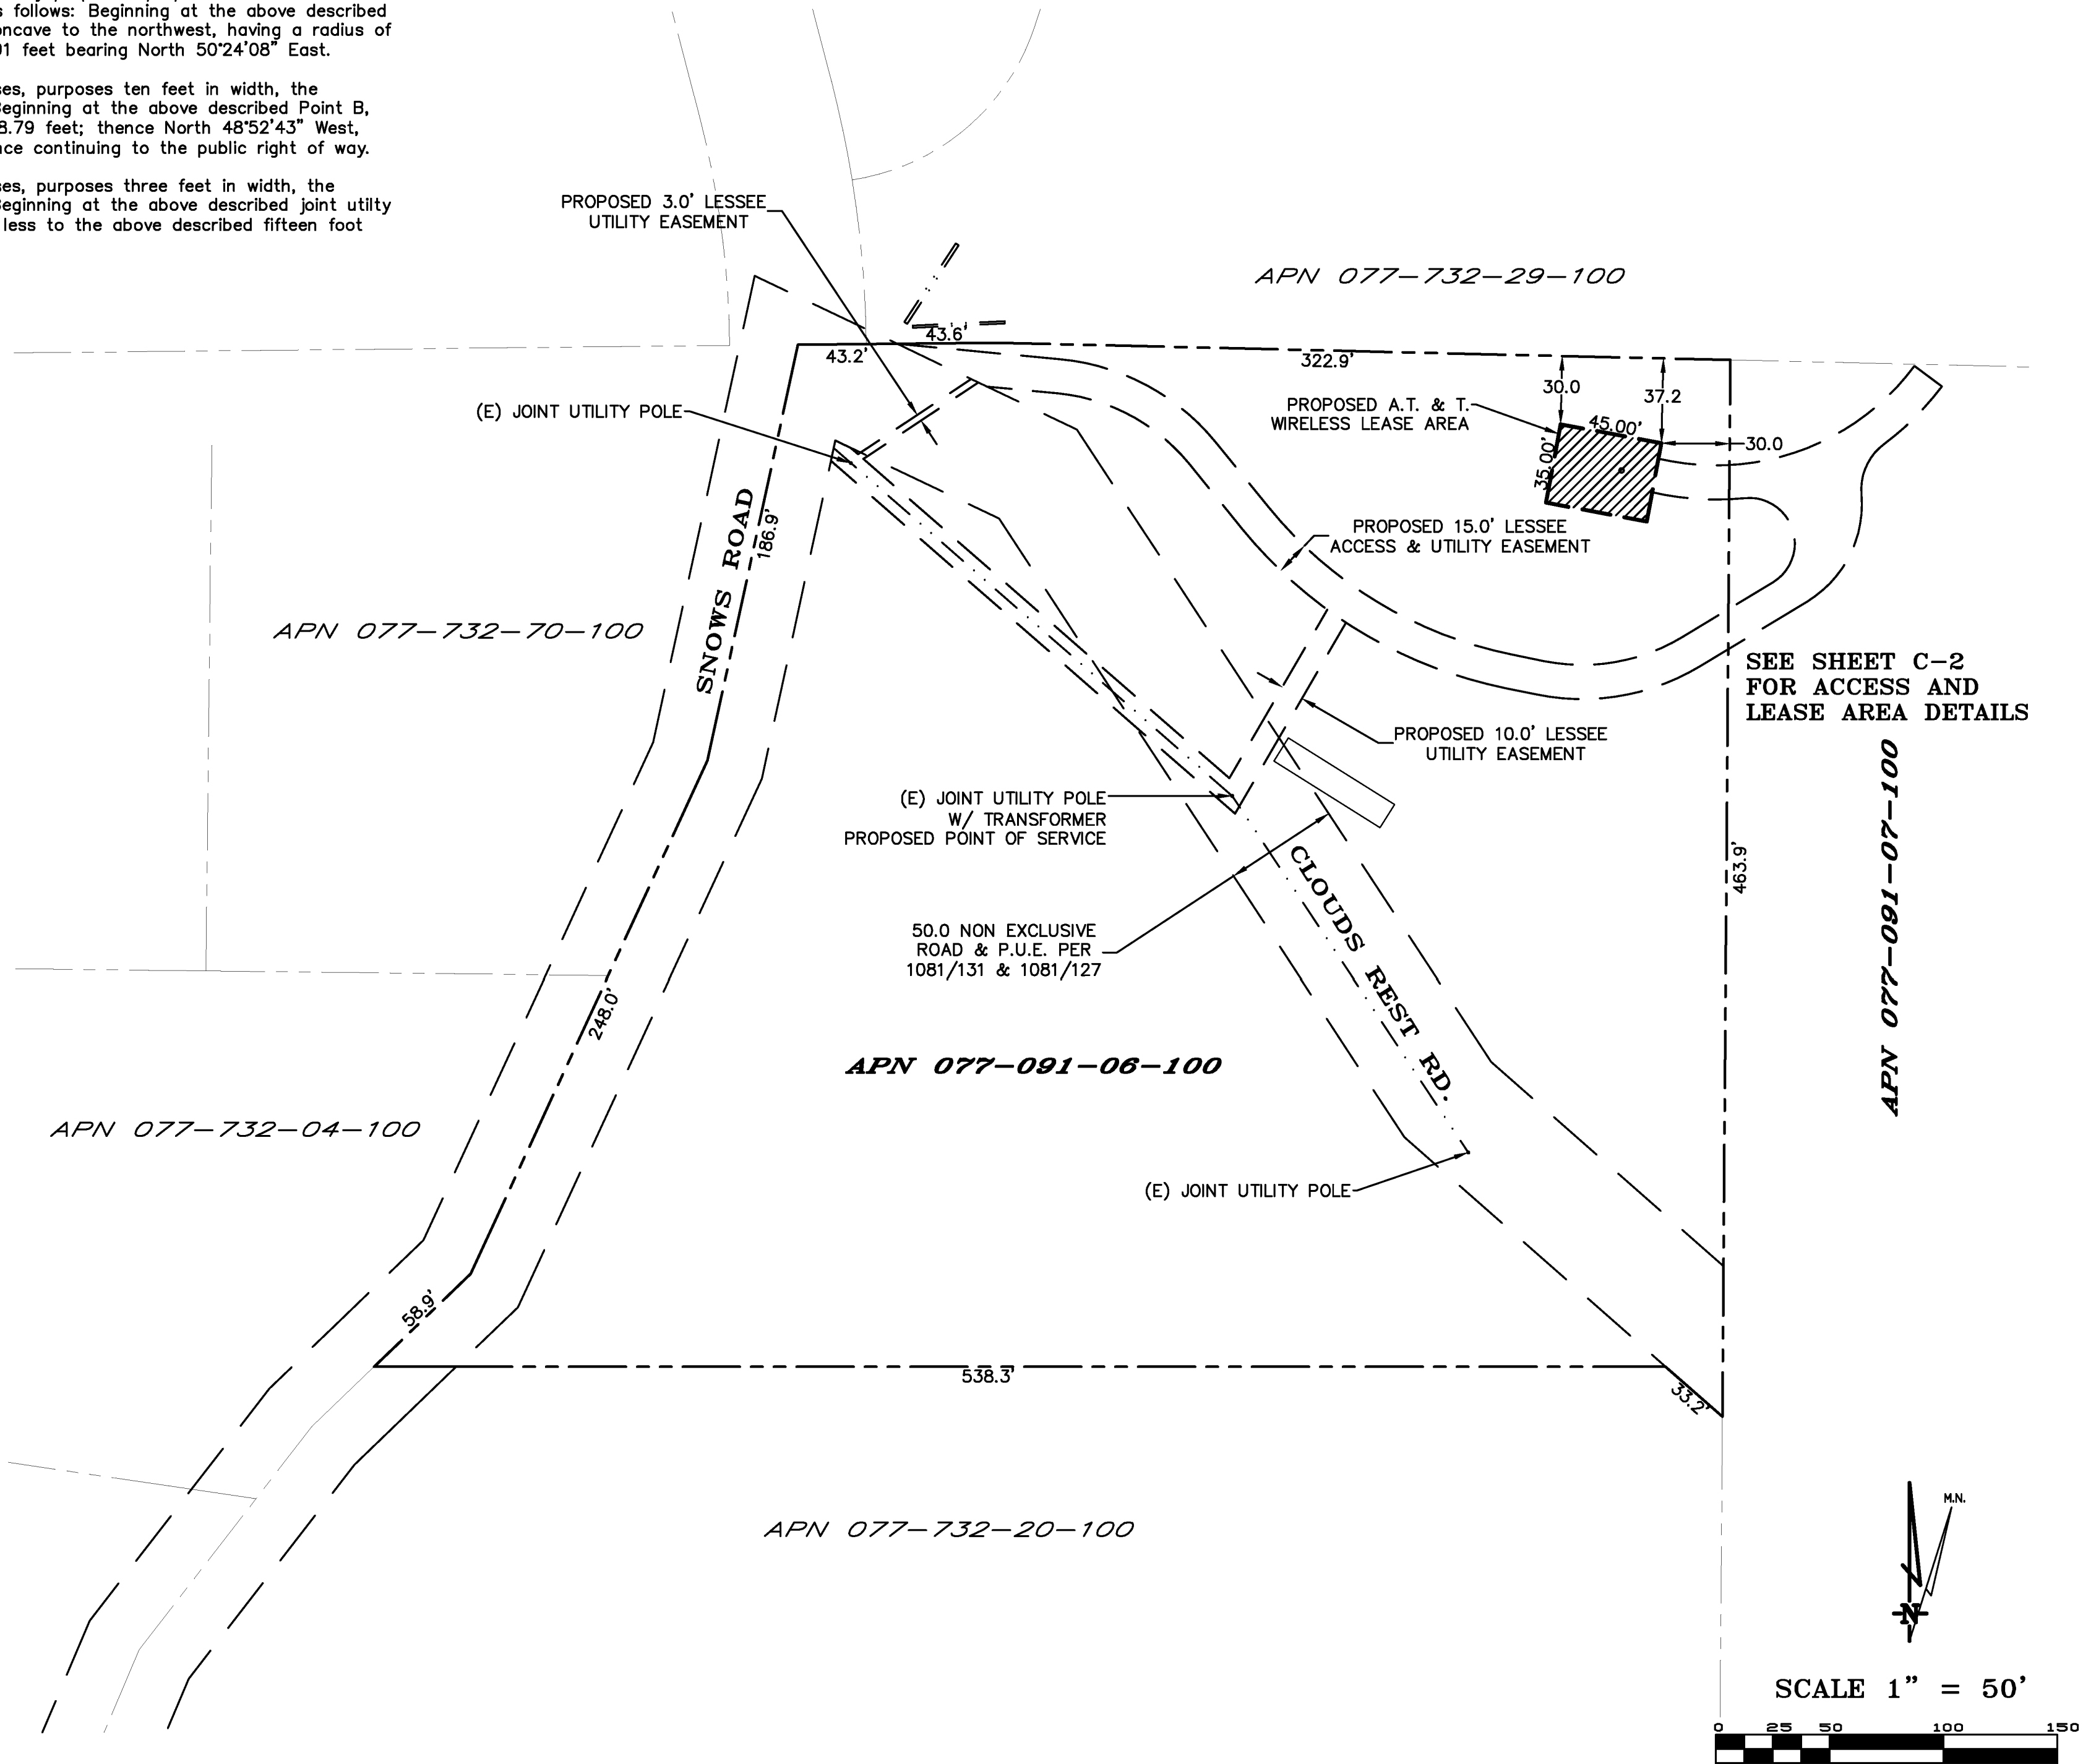 s follows: Beginning at the above described
oncave to the northwest, having a radius of
01 feet bearing North 50°24'08" East.
ses, purposes ten feet in width, the
Beginning at the above described Point B,
8.79 feet; thence North 48°52'43" West,
nce continuing to the public right of way.
ses, purposes three feet in width, the
Beginning at the above described joint utilty
less to the above described fifteen foot
PROPOSED 3.0' LESSEE
UTILITY EASEMENT
APN 077-732-29-100
43.6'
43.2'
322.9'
30.0
37.2
(E) JOINT UTILITY POLE
PROPOSED A.T. & T.
WIRELESS LEASE AREA
45.00'
35.00'
30.0
SNOWS ROAD
186.9'
PROPOSED 15.0' LESSEE
ACCESS & UTILITY EASEMENT
APN 077-732-70-100
SEE SHEET C-2
FOR ACCESS AND
LEASE AREA DETAILS
PROPOSED 10.0' LESSEE
UTILITY EASEMENT
(E) JOINT UTILITY POLE
W/ TRANSFORMER
PROPOSED POINT OF SERVICE
CLOUDS REST RD.
463.9'
APN 077-091-07-100
50.0 NON EXCLUSIVE
ROAD & P.U.E. PER
1081/131 & 1081/127
248.0'
APN 077-091-06-100
APN 077-732-04-100
(E) JOINT UTILITY POLE
58.9'
538.3'
33.2'
APN 077-732-20-100
M.N.
N
SCALE 1" = 50'
0 25 50 100 150